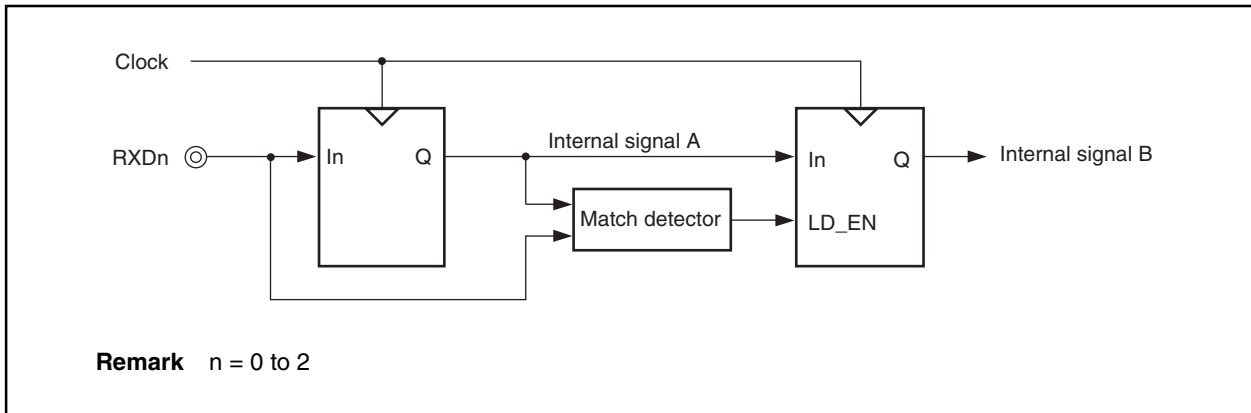 Clock
RXDn
In
Q
Internal signal A
Match detector
In
Q
LD_EN
Internal signal B
Remark n = 0 to 2